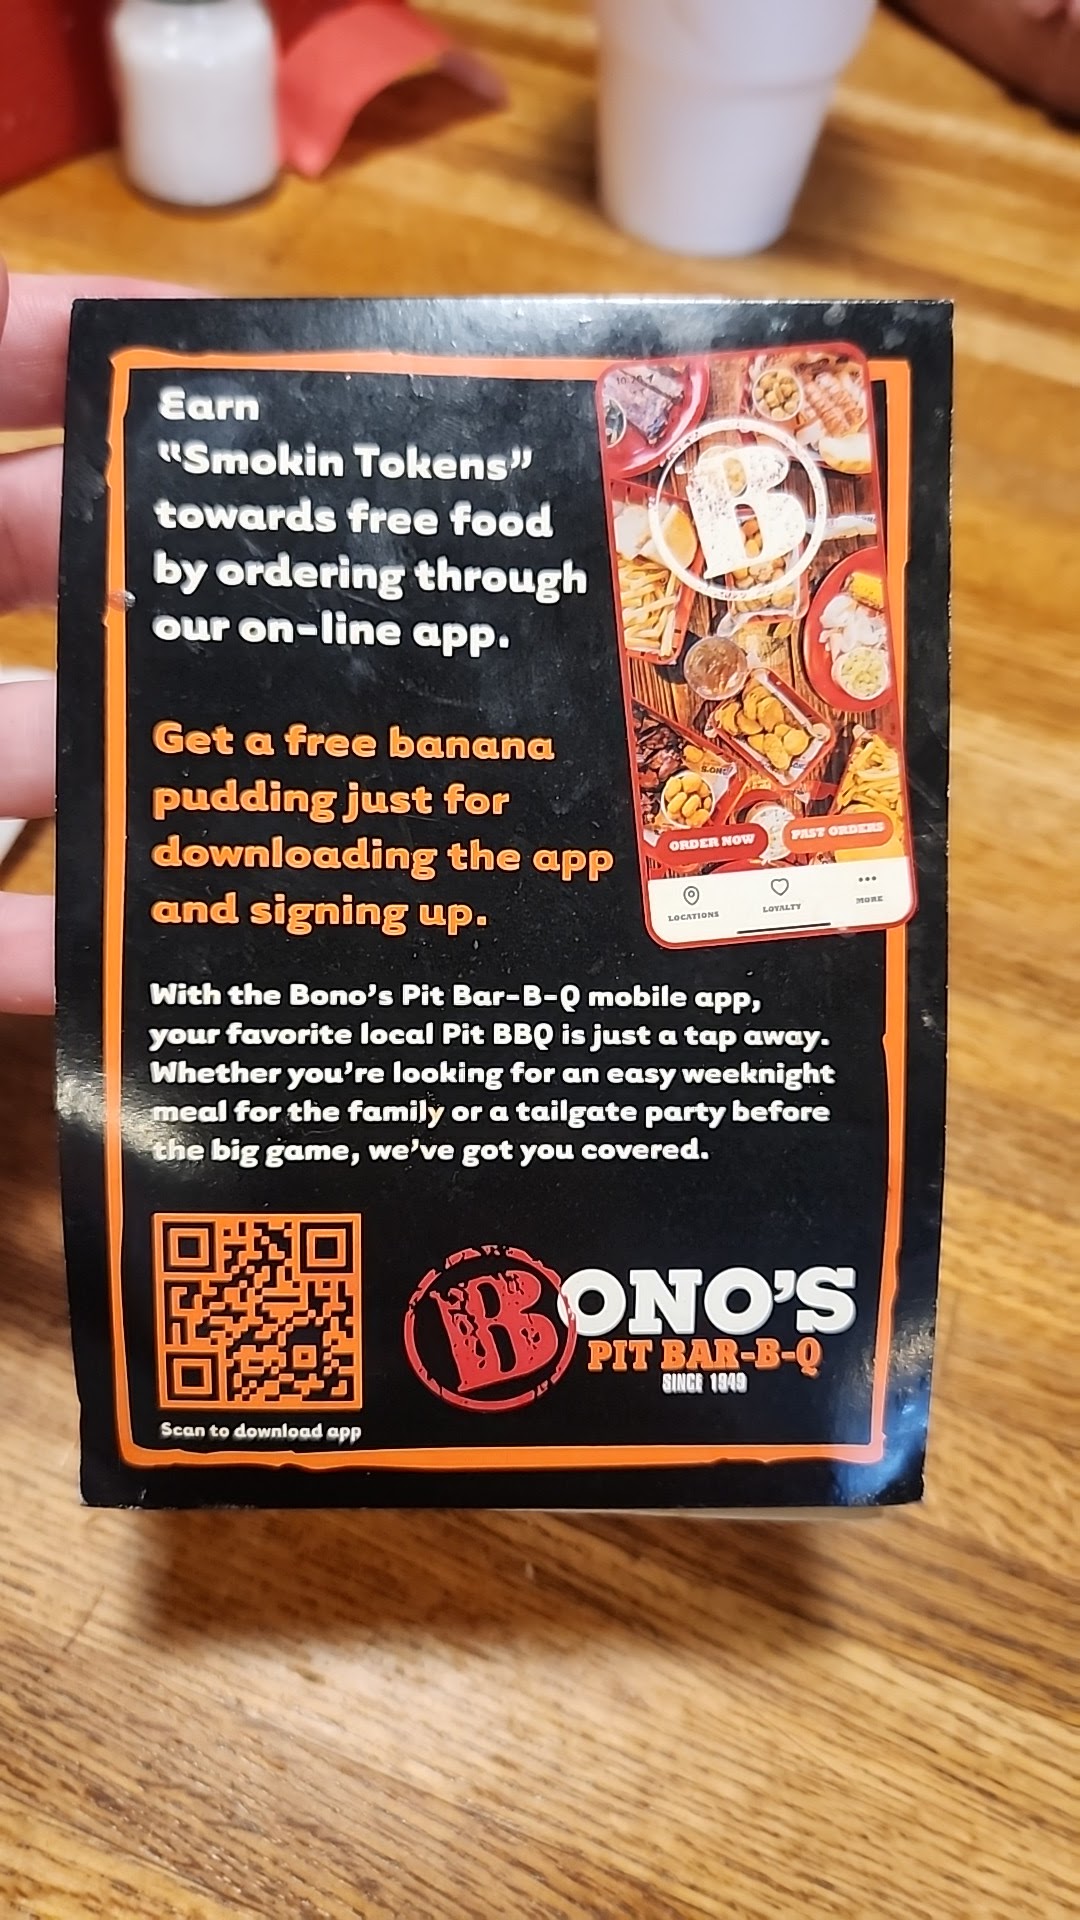 Earn
“Smokin Tokens”
towards free food
by ordering through
our on-line app.
Get a free banana
pudding just for
downloading the app
and signing up.
B
ORDER NOW
PAST ORDERS
LOCATIONS
LOYALTY
MORE
With the Bono's Pit Bar-B-Q mobile app,
your favorite local Pit BBQ is just a tap away.
Whether you're looking for an easy weeknight
meal for the family or a tailgate party before
the big game, we've got you covered.
Scan to download app
BONO'S
PIT BAR-B-Q
SINCE 1949